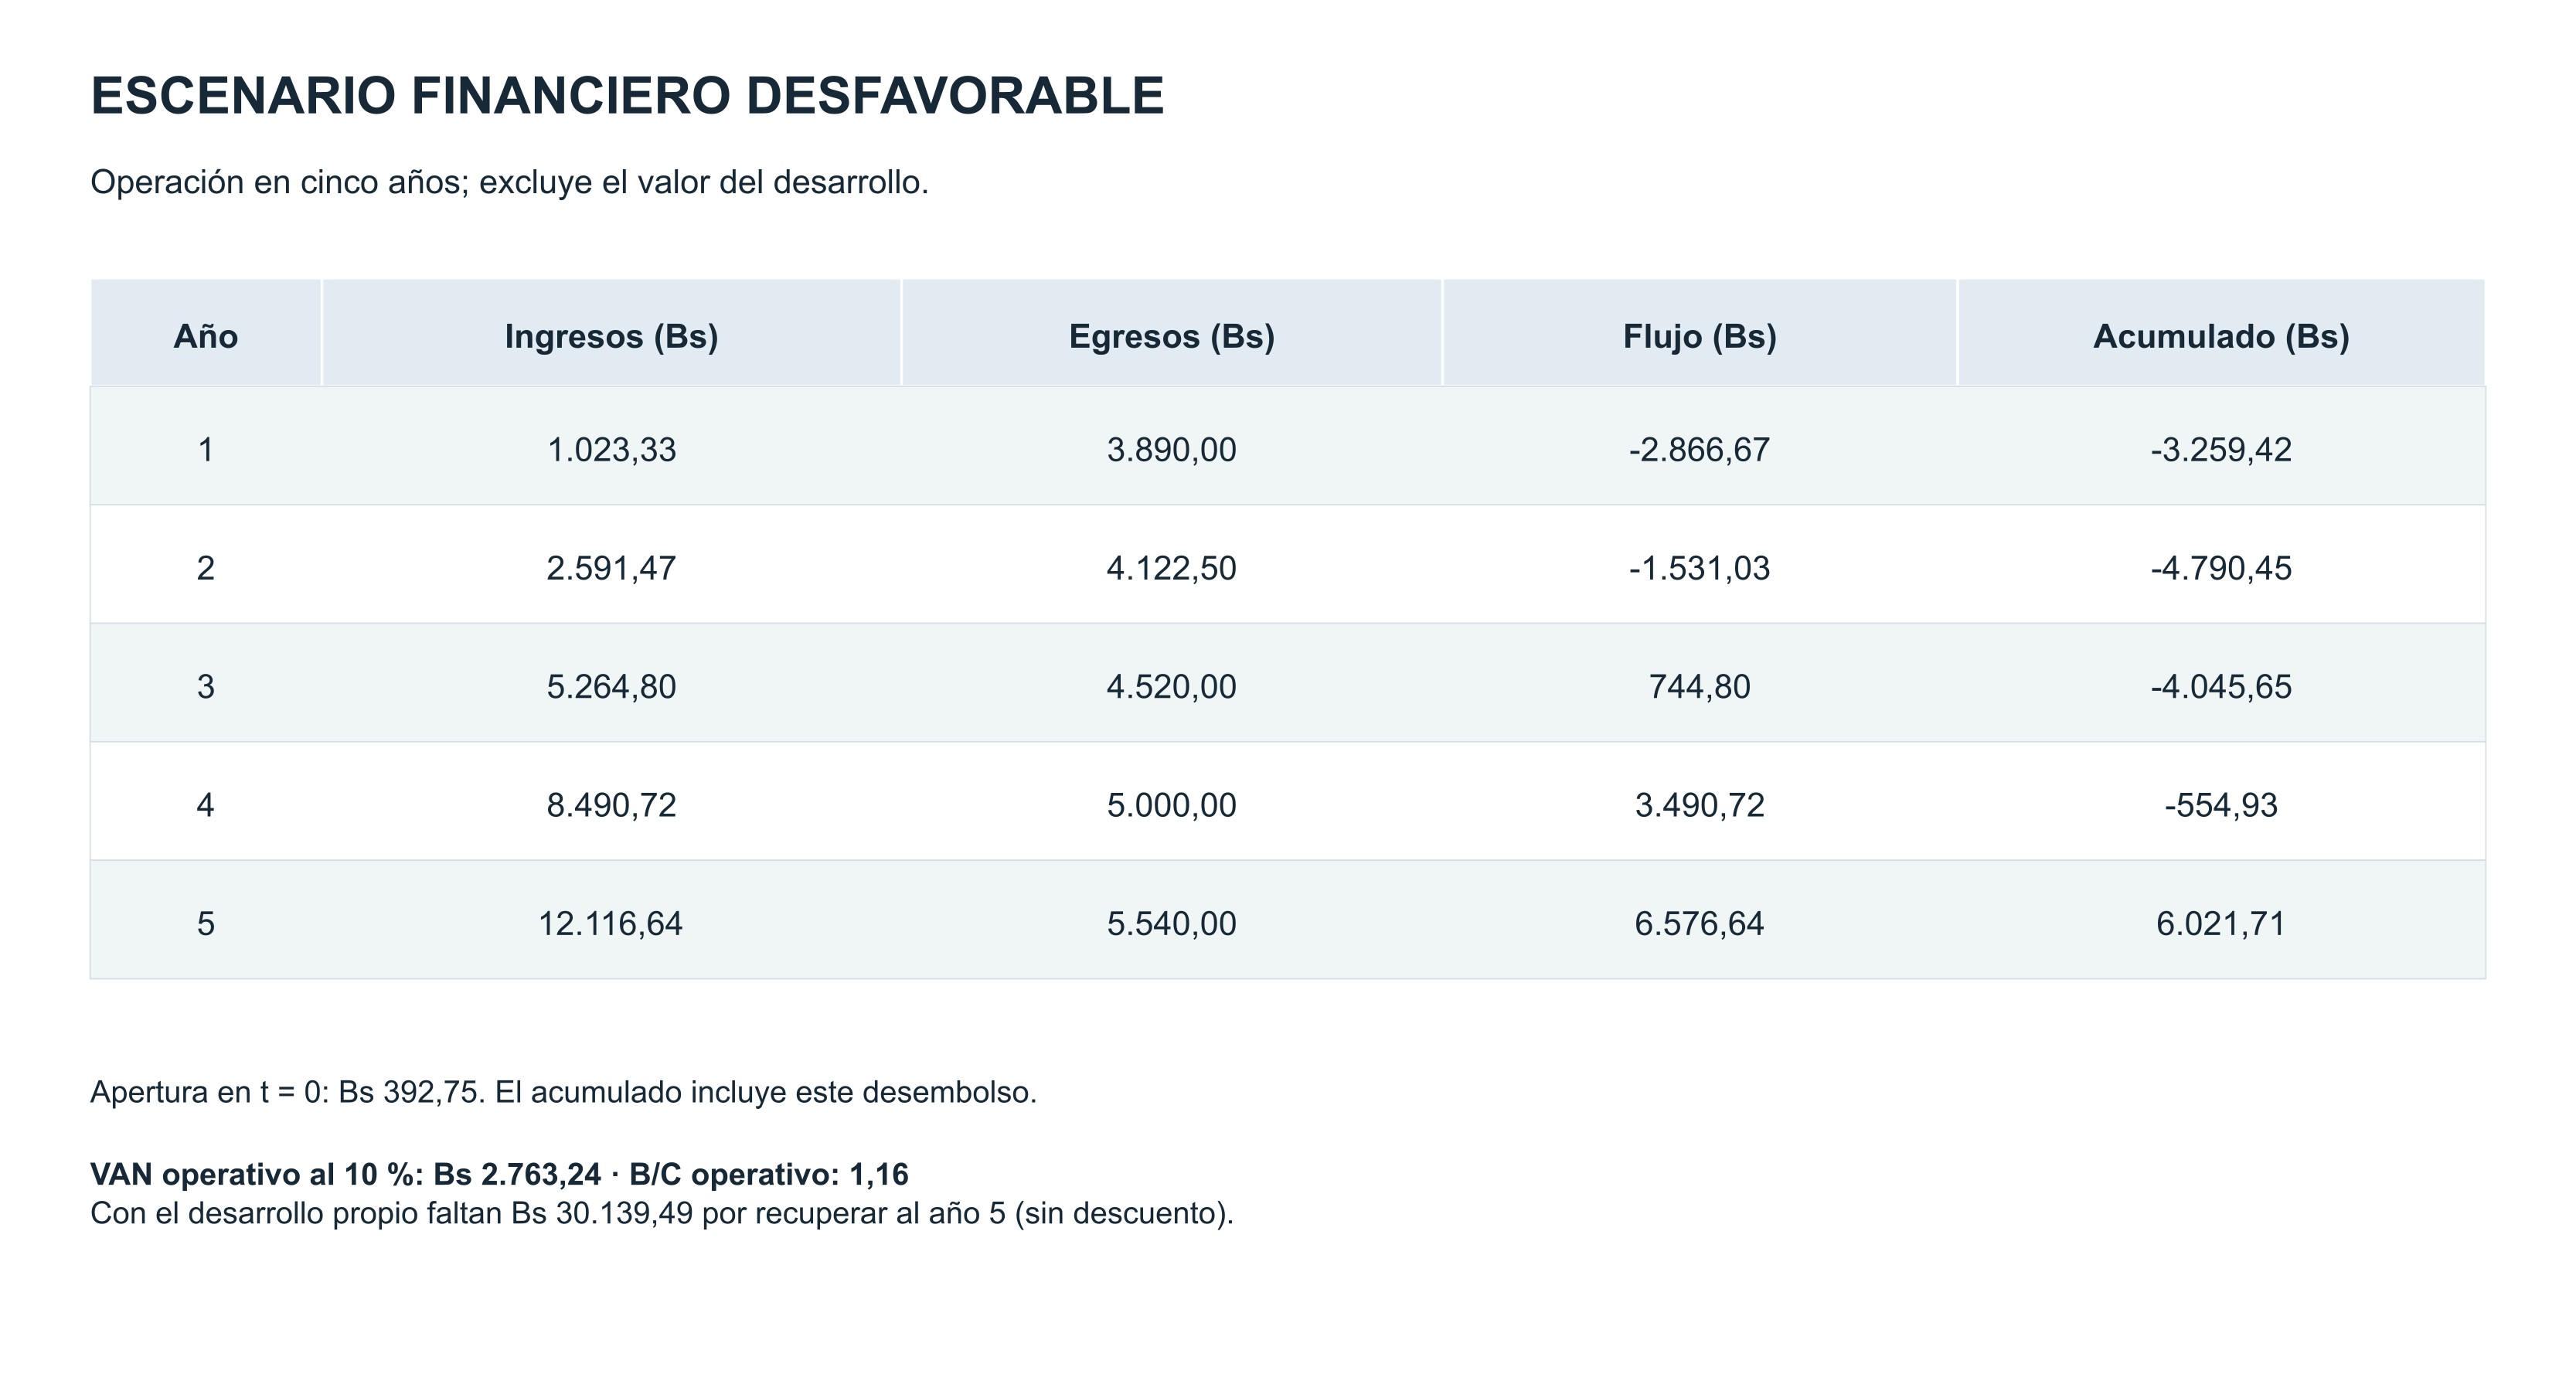 ESCENARIO FINANCIERO DESFAVORABLE
Operación en cinco años; excluye el valor del desarrollo.
Año Ingresos (Bs) Egresos (Bs) Flujo (Bs) Acumulado (Bs)
1 1.023,33 3.890,00 -2.866,67 -3.259,42
2 2.591,47 4.122,50 -1.531,03 -4.790,45
3 5.264,80 4.520,00 744,80 -4.045,65
4 8.490,72 5.000,00 3.490,72 -554,93
5 12.116,64 5.540,00 6.576,64 6.021,71
Apertura en t = 0: Bs 392,75. El acumulado incluye este desembolso.
VAN operativo al 10 %: Bs 2.763,24 · B/C operativo: 1,16
Con el desarrollo propio faltan Bs 30.139,49 por recuperar al año 5 (sin descuento).